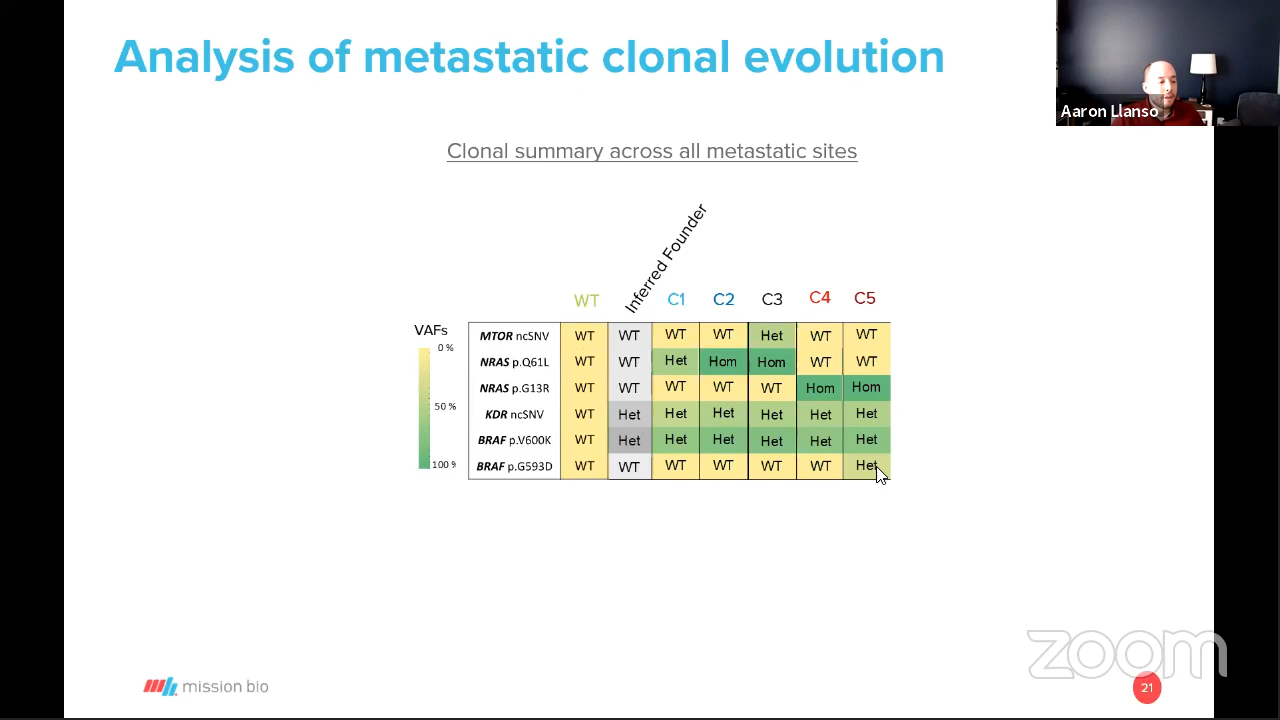 Analysis of metastatic clonal evolution
Aaron Llanso
Clonal summary across all metastatic sites
Inferred Founder
WT C1 C2 C3 C4 C5
VAFs
0 %
50 %
100 %
MTOR ncSNV WT WT WT WT Het WT WT
NRAS p.Q61L WT WT Het Hom Hom WT WT
NRAS p.G13R WT WT WT WT WT Hom Hom
KDR ncSNV WT Het Het Het Het Het Het
BRAF p.V600K WT Het Het Het Het Het Het
BRAF p.G593D WT WT WT WT WT WT Het
zoom
mission bio
21